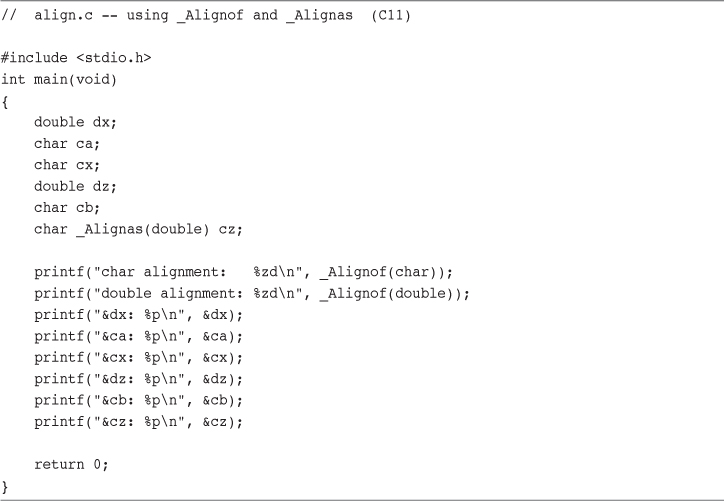 //  align.c -- using _Alignof and _Alignas  (C11)

#include <stdio.h>
int main(void)
{
    double dx;
    char ca;
    char cx;
    double dz;
    char cb;
    char _Alignas(double) cz;

    printf("char alignment:   %zd\n", _Alignof(char));
    printf("double alignment: %zd\n", _Alignof(double));
    printf("&dx: %p\n", &dx);
    printf("&ca: %p\n", &ca);
    printf("&cx: %p\n", &cx);
    printf("&dz: %p\n", &dz);
    printf("&cb: %p\n", &cb);
    printf("&cz: %p\n", &cz);

    return 0;
}